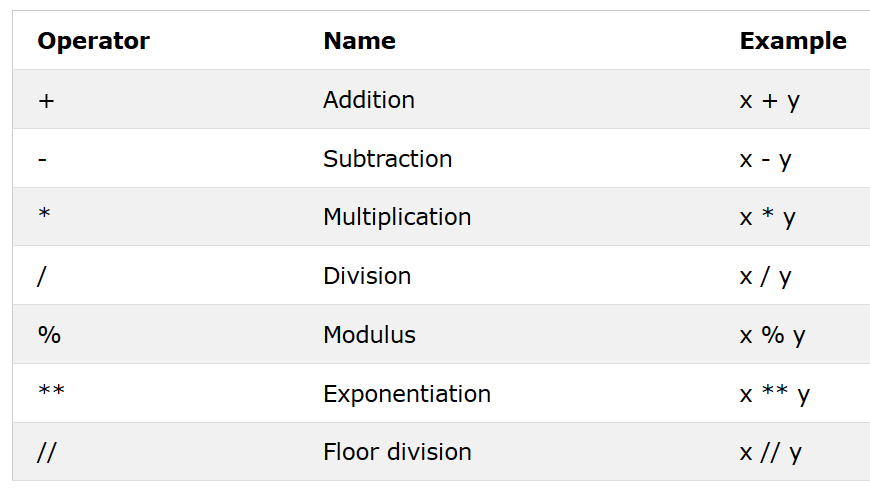 Operator Name Example
+ Addition x + y
- Subtraction x - y
* Multiplication x * y
/ Division x / y
% Modulus x % y
** Exponentiation x ** y
// Floor division x // y